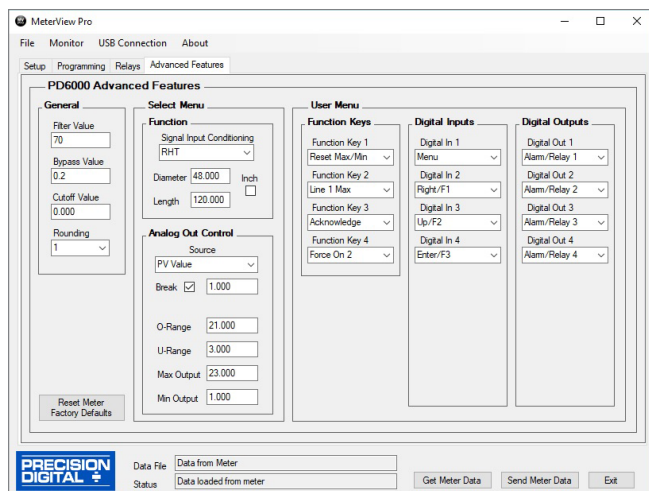 MeterView Pro
File Monitor USB Connection About
Setup Programming Relays Advanced Features
PD6000 Advanced Features
General
Filter Value
70
Bypass Value
0.2
Cutoff Value
0.000
Rounding
1
Reset Meter
Factory Defaults
Select Menu
Function
Signal Input Conditioning
RHT
Diameter 48.000 Inch
Length 120.000
Analog Out Control
Source
PV Value
Break 1.000
O-Range 21.000
U-Range 3.000
Max Output 23.000
Min Output 1.000
User Menu
Function Keys
Function Key 1
Reset Max/Min
Function Key 2
Line 1 Max
Function Key 3
Acknowledge
Function Key 4
Force On 2
Digital Inputs
Digital In 1
Menu
Digital In 2
Right/F1
Digital In 3
Up/F2
Digital In 4
Enter/F3
Digital Outputs
Digital Out 1
Alarm/Relay 1
Digital Out 2
Alarm/Relay 2
Digital Out 3
Alarm/Relay 3
Digital Out 4
Alarm/Relay 4
PRECISION
DIGITAL
Data File Data from Meter
Status Data loaded from meter
Get Meter Data Send Meter Data Exit